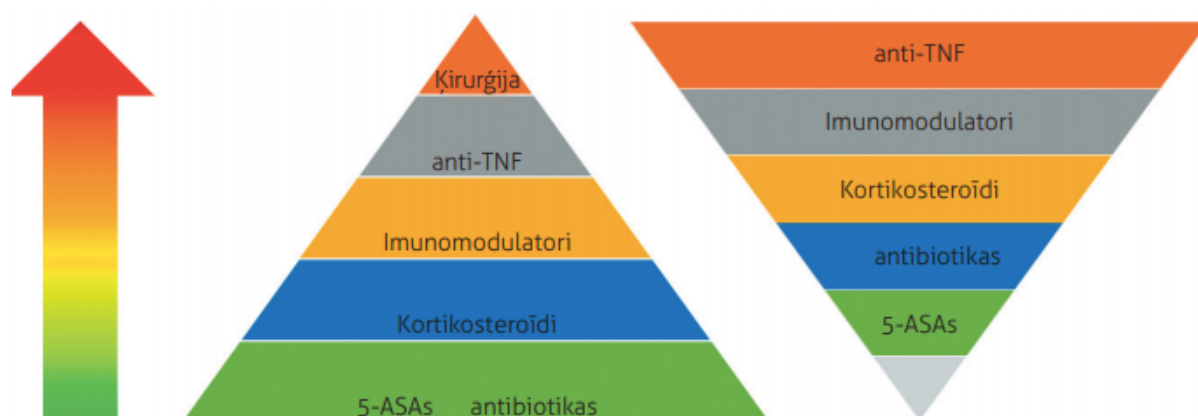 Ķirurģija
anti-TNF
Imunomodulatori
Kortikosteroīdi
5-ASAs antibiotikas
anti-TNF
Imunomodulatori
Kortikosteroīdi
antibiotikas
5-ASAs